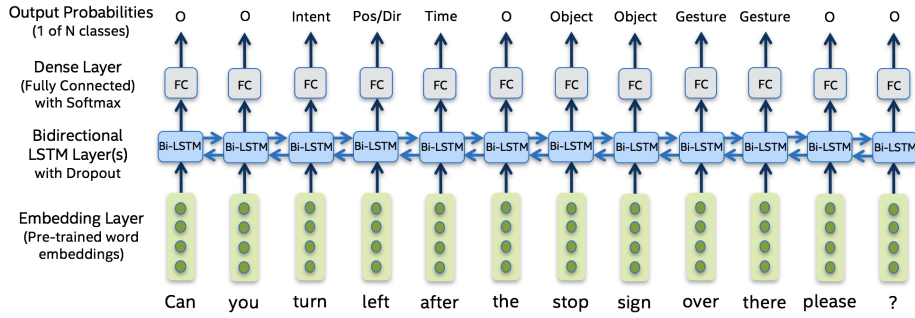 Output Probabilities
(1 of N classes)
O O Intent Pos/Dir Time O Object Object Gesture Gesture O O
Dense Layer
(Fully Connected)
with Softmax
FC FC FC FC FC FC FC FC FC FC FC FC
Bidirectional
LSTM Layer(s)
with Dropout
Bi-LSTM Bi-LSTM Bi-LSTM Bi-LSTM Bi-LSTM Bi-LSTM Bi-LSTM Bi-LSTM Bi-LSTM Bi-LSTM Bi-LSTM Bi-LSTM
Embedding Layer
(Pre-trained word
embeddings)
Can you turn left after the stop sign over there please ?